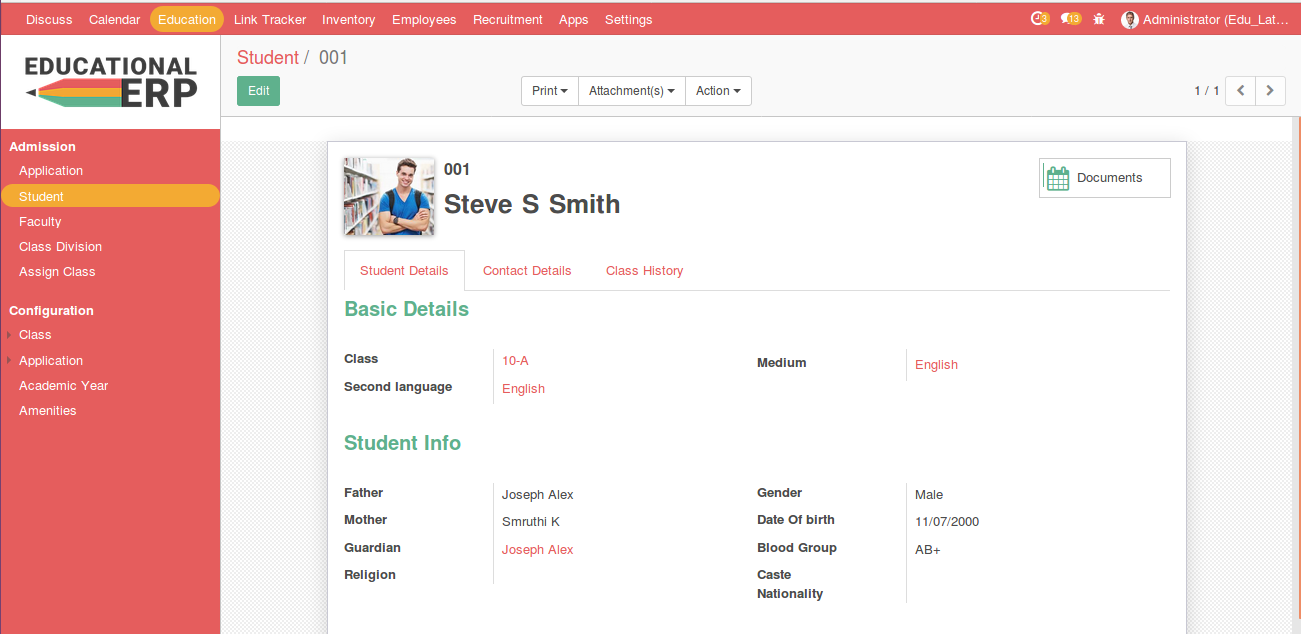 Discuss Calendar Education Link Tracker Inventory Employees Recruitment Apps Settings 3 13 Administrator (Edu_Lat...
EDUCATIONAL
ERP
Student / 001
Edit Print Attachment(s) Action 1 / 1
Admission
Application
Student
Faculty
Class Division
Assign Class
Configuration
Class
Application
Academic Year
Amenities
001
Steve S Smith
Documents
Student Details Contact Details Class History
Basic Details
Class 10-A Medium English
Second language English
Student Info
Father Joseph Alex Gender Male
Mother Smruthi K Date Of birth 11/07/2000
Guardian Joseph Alex Blood Group AB+
Religion Caste
Nationality